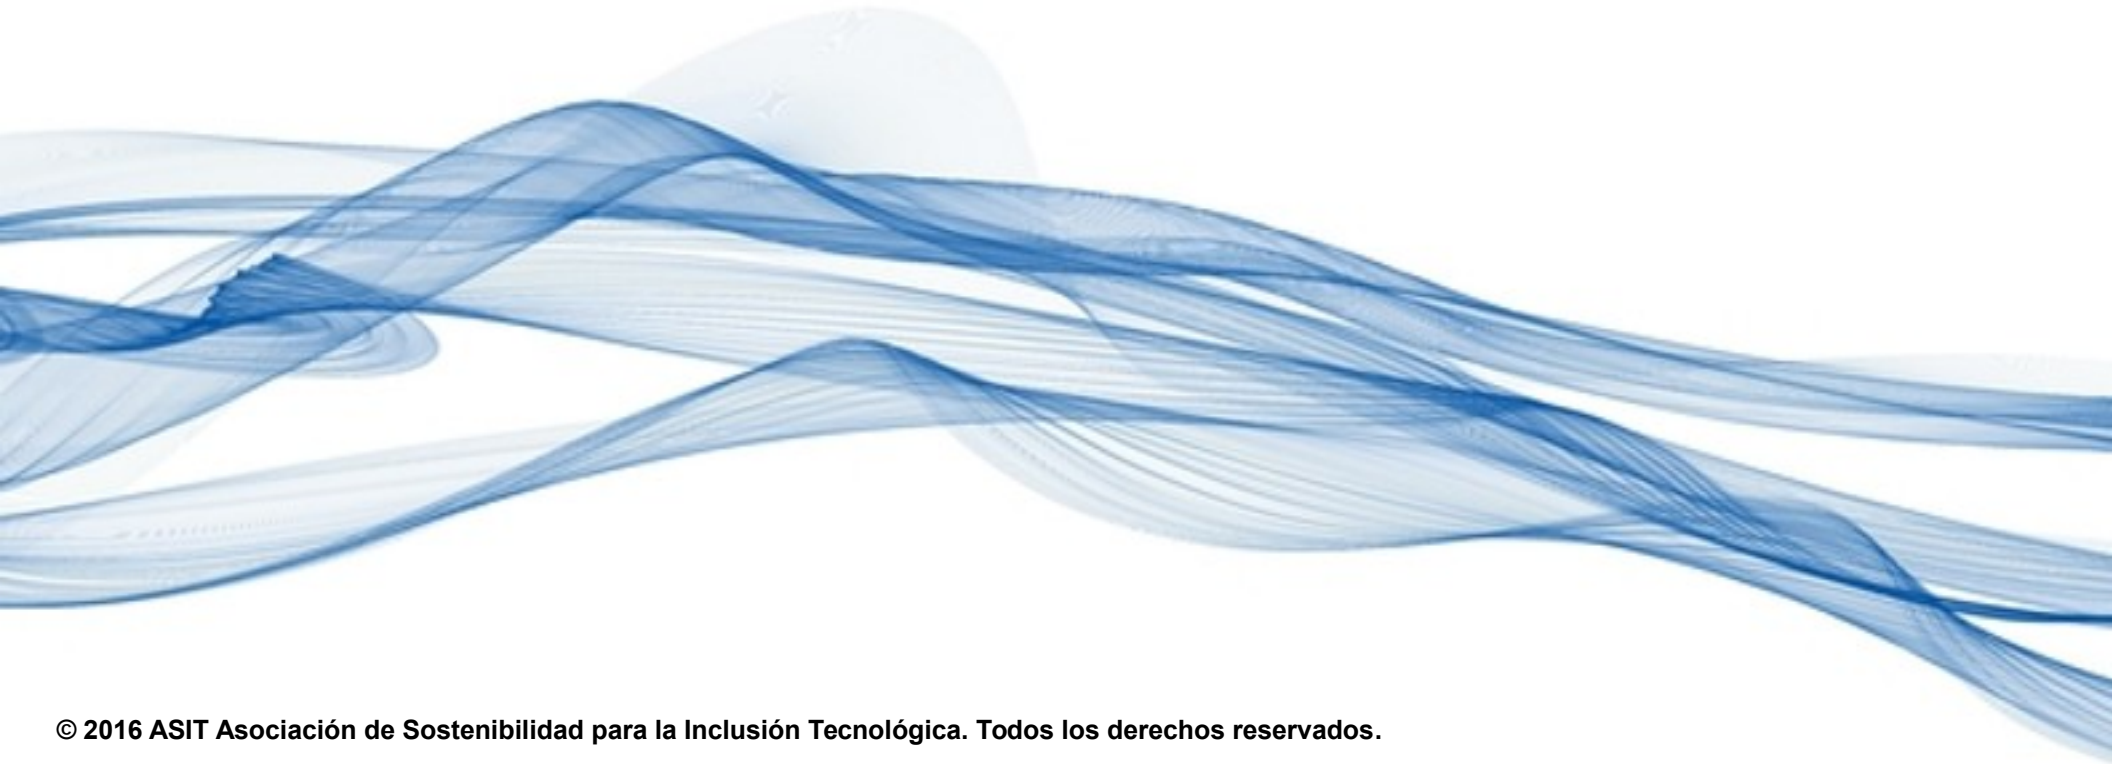 © 2016 ASIT Asociación de Sostenibilidad para la Inclusión Tecnológica. Todos los derechos reservados.